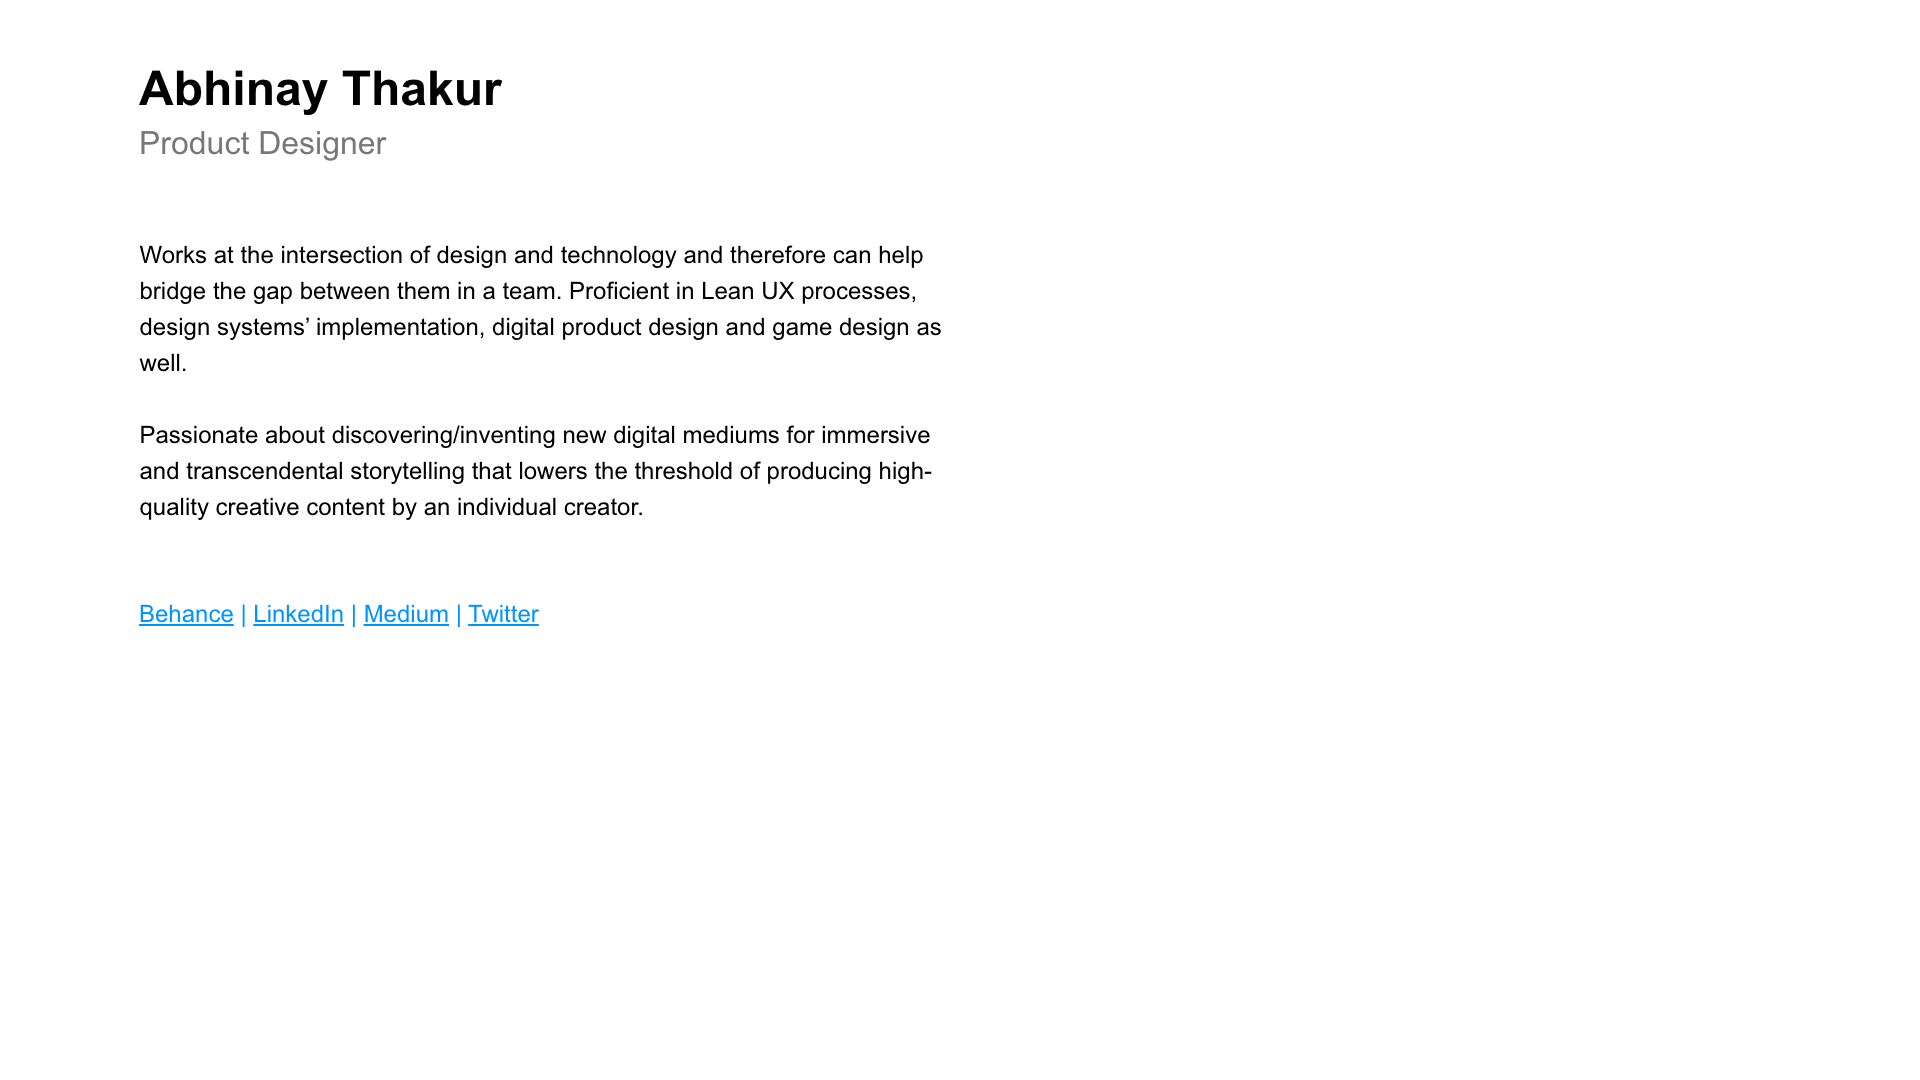 Abhinay Thakur
Product Designer
Works at the intersection of design and technology and therefore can help
bridge the gap between them in a team. Proficient in Lean UX processes,
design systems’ implementation, digital product design and game design as
well.
Passionate about discovering/inventing new digital mediums for immersive
and transcendental storytelling that lowers the threshold of producing high-
quality creative content by an individual creator.
Behance | LinkedIn | Medium | Twitter